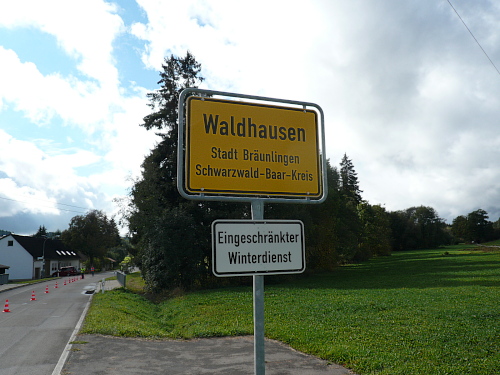 Waldhausen
Stadt Bräunlingen
Schwarzwald-Baar-Kreis
Eingeschränkter
Winterdienst